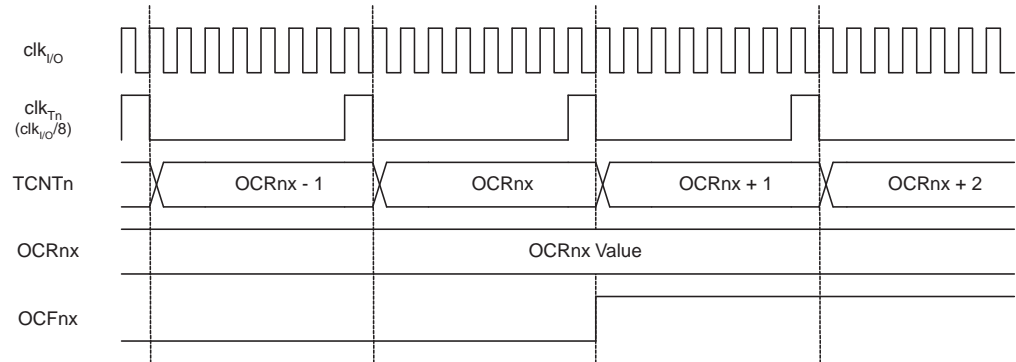 clkI/O
clkTn
(clkI/O/8)
TCNTn OCRnx - 1 OCRnx OCRnx + 1 OCRnx + 2
OCRnx OCRnx Value
OCFnx